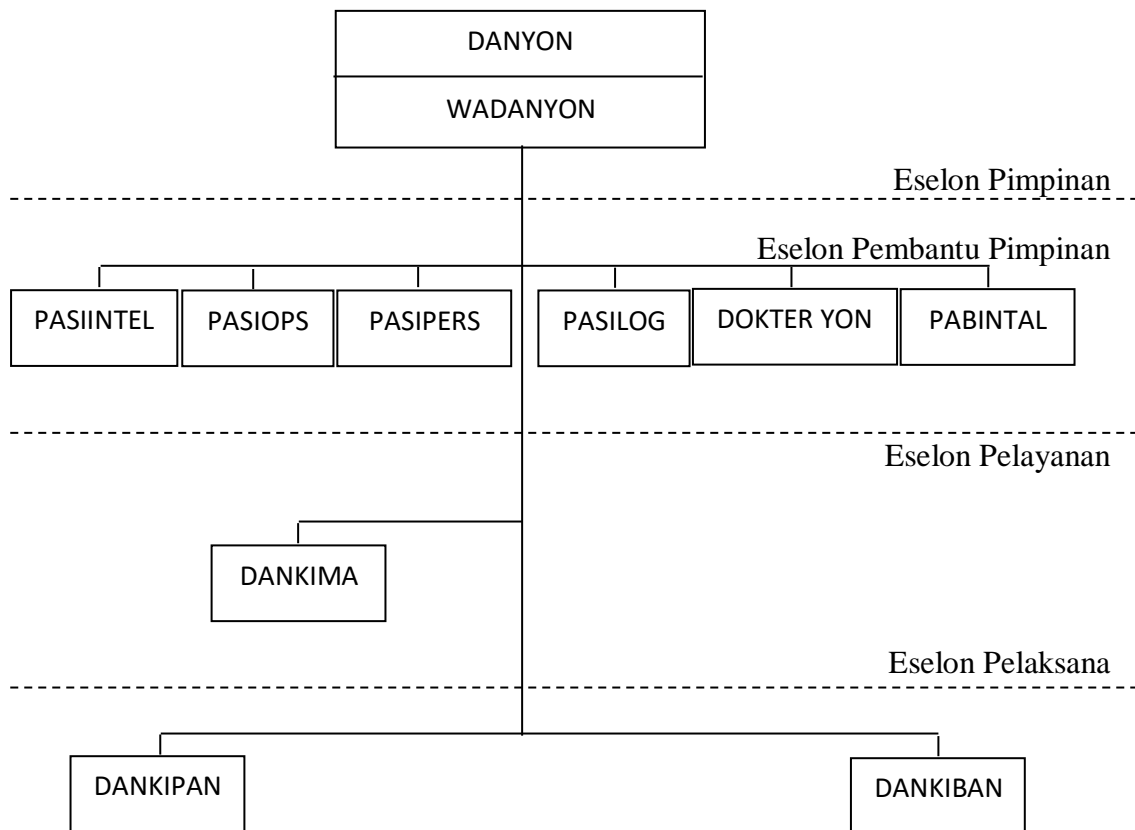 DANYON
WADANYON
Eselon Pimpinan
Eselon Pembantu Pimpinan
PASIINTEL
PASIOPS
PASIPERS
PASILOG
DOKTER YON
PABINTAL
Eselon Pelayanan
DANKIMA
Eselon Pelaksana
DANKIPAN
DANKIBAN